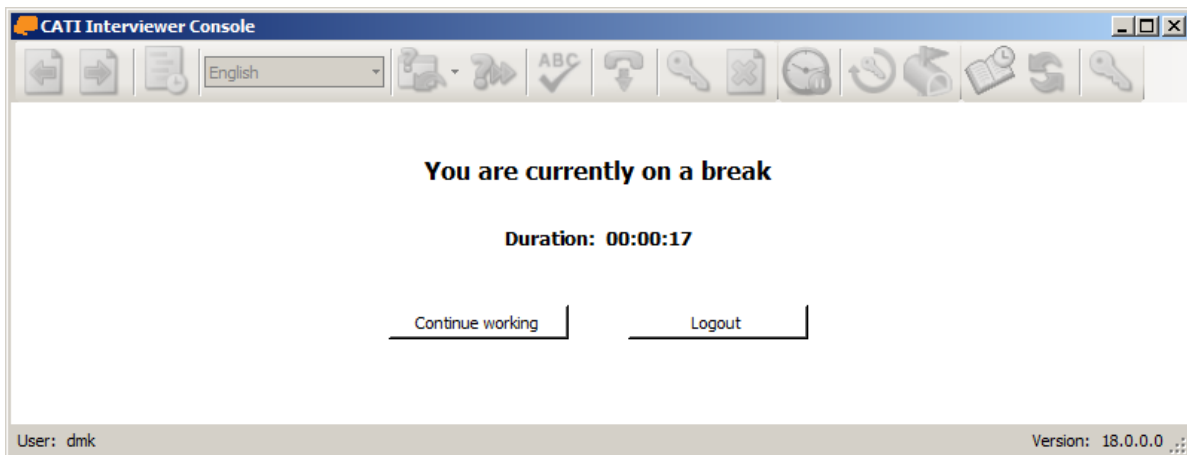 CATI Interviewer Console
English
ABC
You are currently on a break
Duration: 00:00:17
Continue working Logout
User: dmk Version: 18.0.0.0